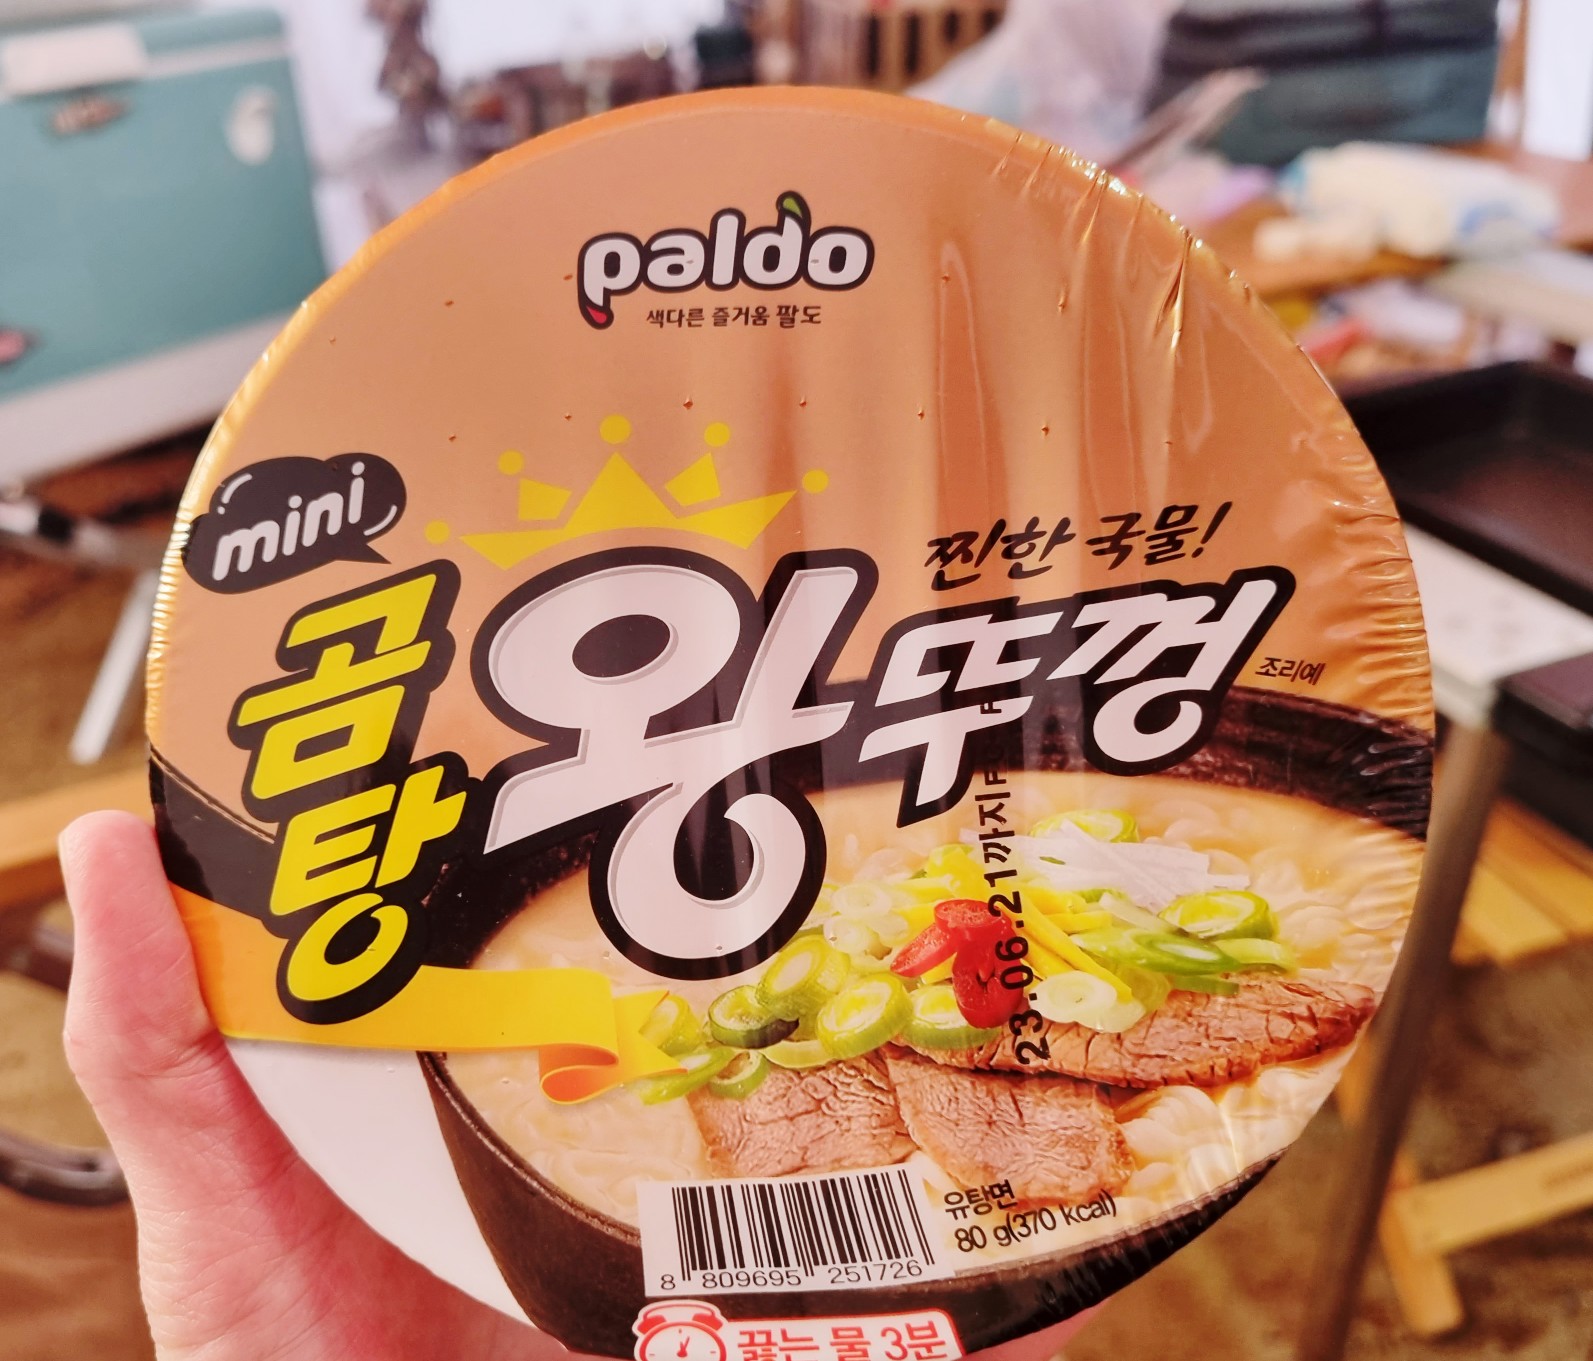 paldo
색다른 즐거움 팔도
mini
곰탕
왕뚜껑
찐한 국물!
조리예
23.06.21까지F
유탕면
80 g(370 kcal)
8 809695 251726
끓는 물 3분